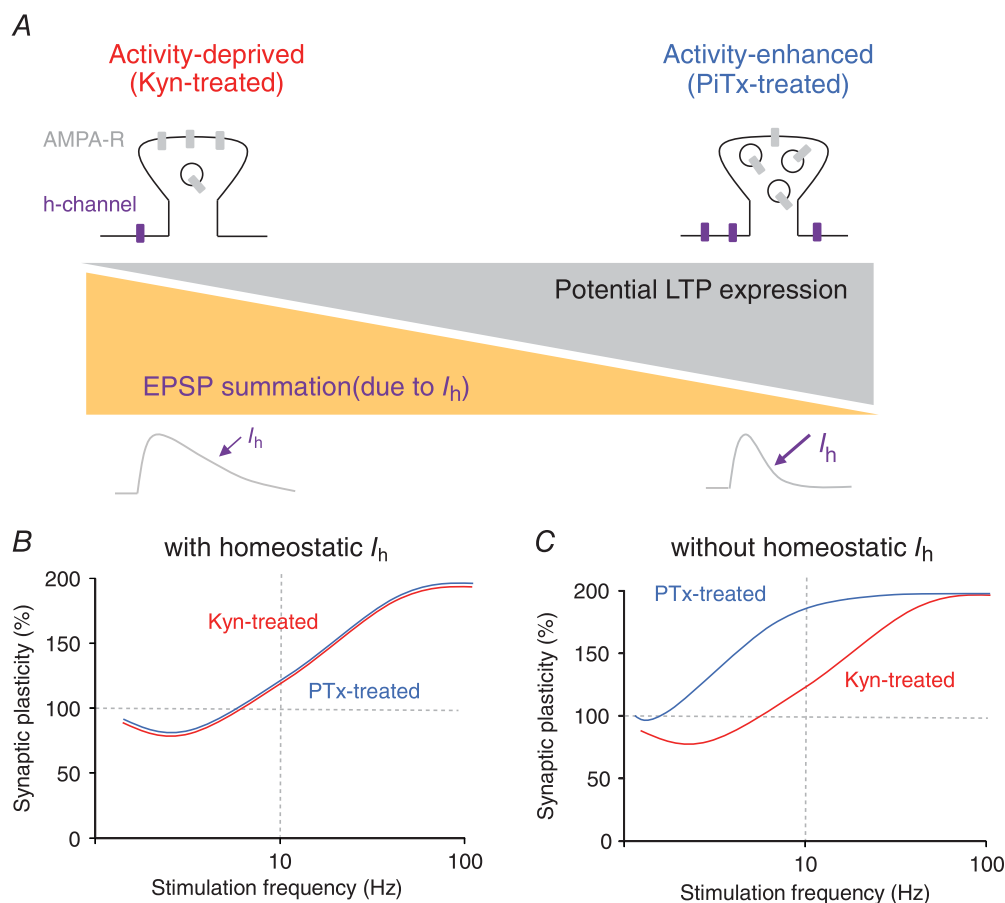 A
Activity-deprived
(Kyn-treated)
Activity-enhanced
(PiTx-treated)
AMPA-R
h-channel
Potential LTP expression
EPSP summation(due to Ih)
Ih
Ih
B
with homeostatic Ih
Synaptic plasticity (%)
200
150
100
50
0
Kyn-treated
PTx-treated
10
100
Stimulation frequency (Hz)
C
without homeostatic Ih
Synaptic plasticity (%)
200
150
100
50
0
PTx-treated
Kyn-treated
10
100
Stimulation frequency (Hz)